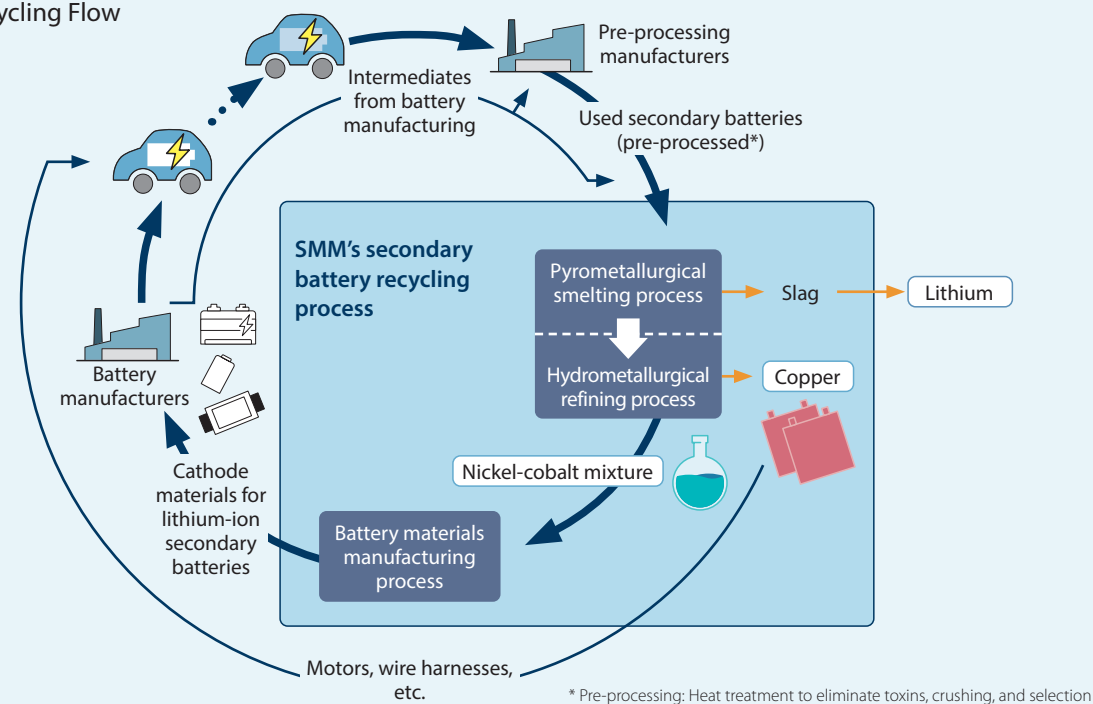 cycling Flow
Pre-processing
manufacturers
Intermediates
from battery
manufacturing
Used secondary batteries
(pre-processed*)
SMM's secondary
battery recycling
process
Pyrometallurgical
smelting process
Slag
Lithium
Hydrometallurgical
refining process
Copper
Battery
manufacturers
Nickel-cobalt mixture
Cathode
materials for
lithium-ion
secondary
batteries
Battery materials
manufacturing
process
Motors, wire harnesses,
etc.
* Pre-processing: Heat treatment to eliminate toxins, crushing, and selection